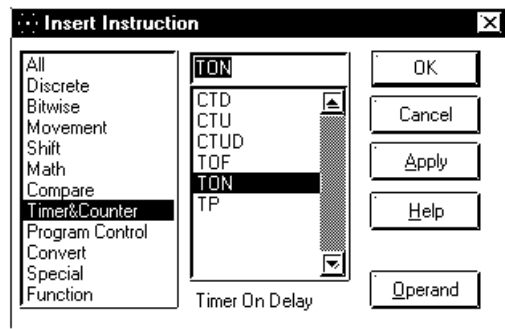 Insert Instruction
All
Discrete
Bitwise
Movement
Shift
Math
Compare
Timer&Counter
Program Control
Convert
Special
Function
TON
CTD
CTU
CTUD
TOF
TON
TP
Timer On Delay
OK
Cancel
Apply
Help
Operand